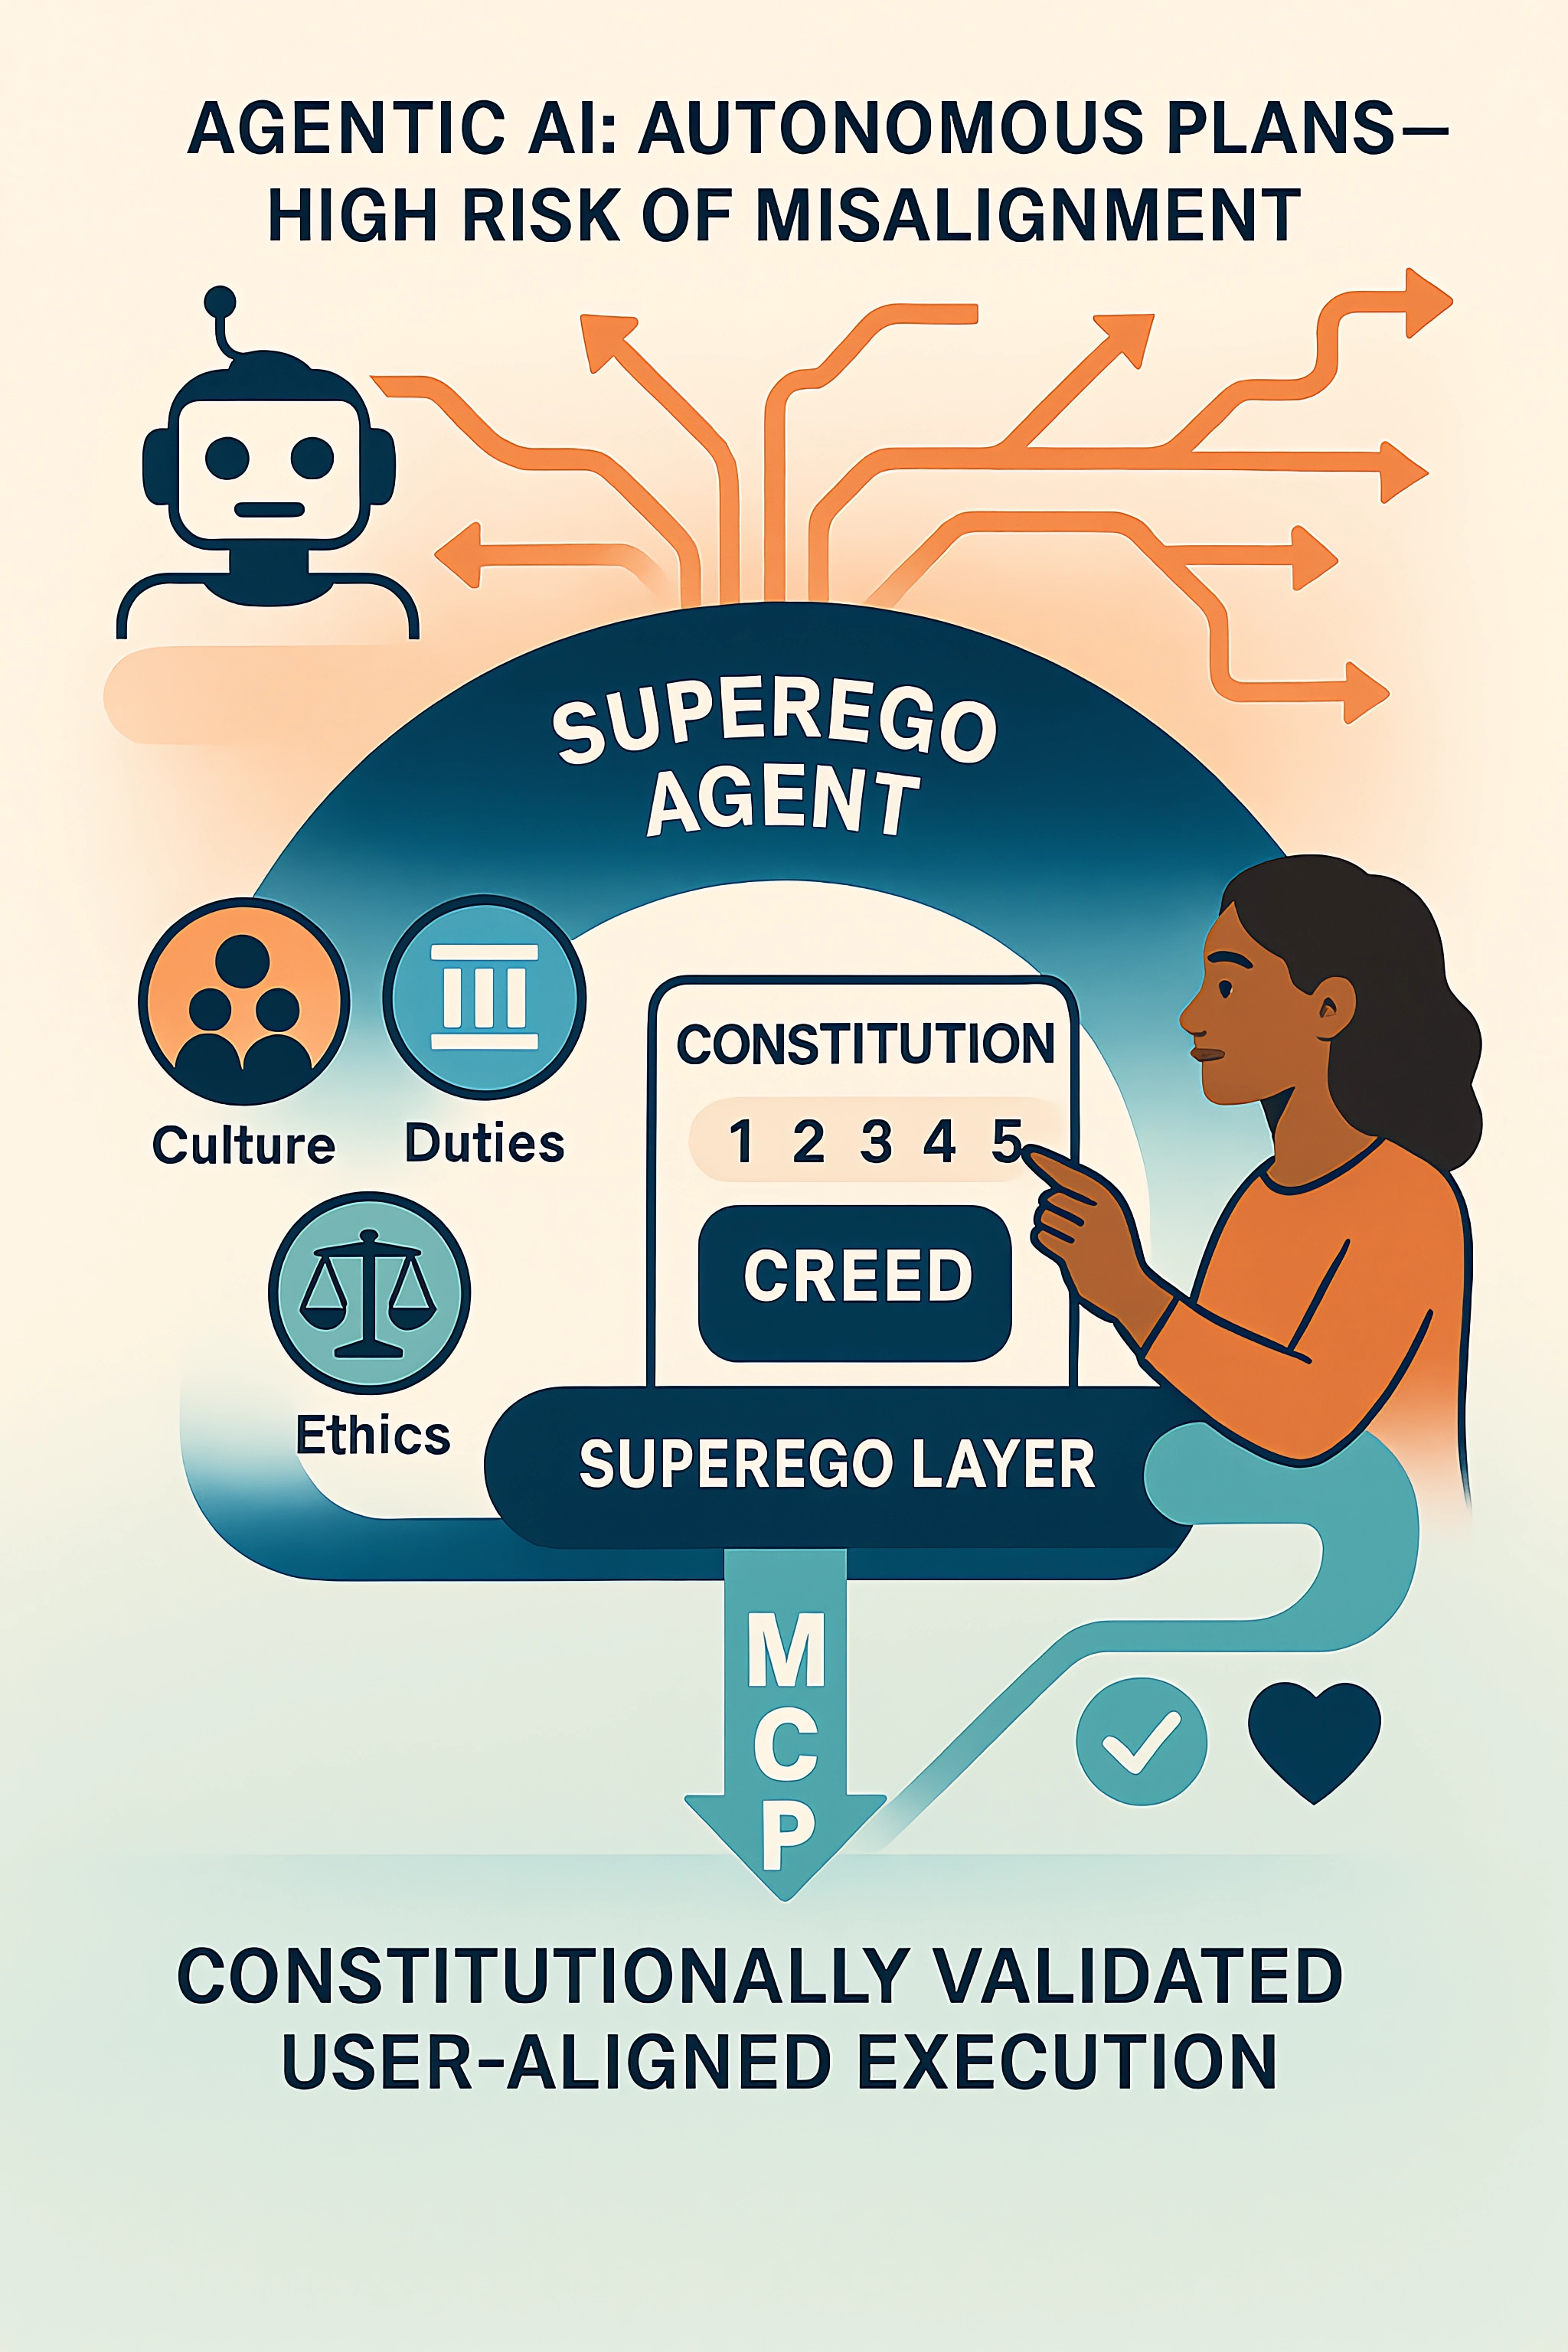 AGENTIC AI: AUTONOMOUS PLANS—
HIGH RISK OF MISALIGNMENT
SUPEREGO
AGENT
Culture
Duties
Ethics
CONSTITUTION
1 2 3 4 5
CREED
SUPEREGO LAYER
M
C
P
CONSTITUTIONALLY VALIDATED
USER-ALIGNED EXECUTION